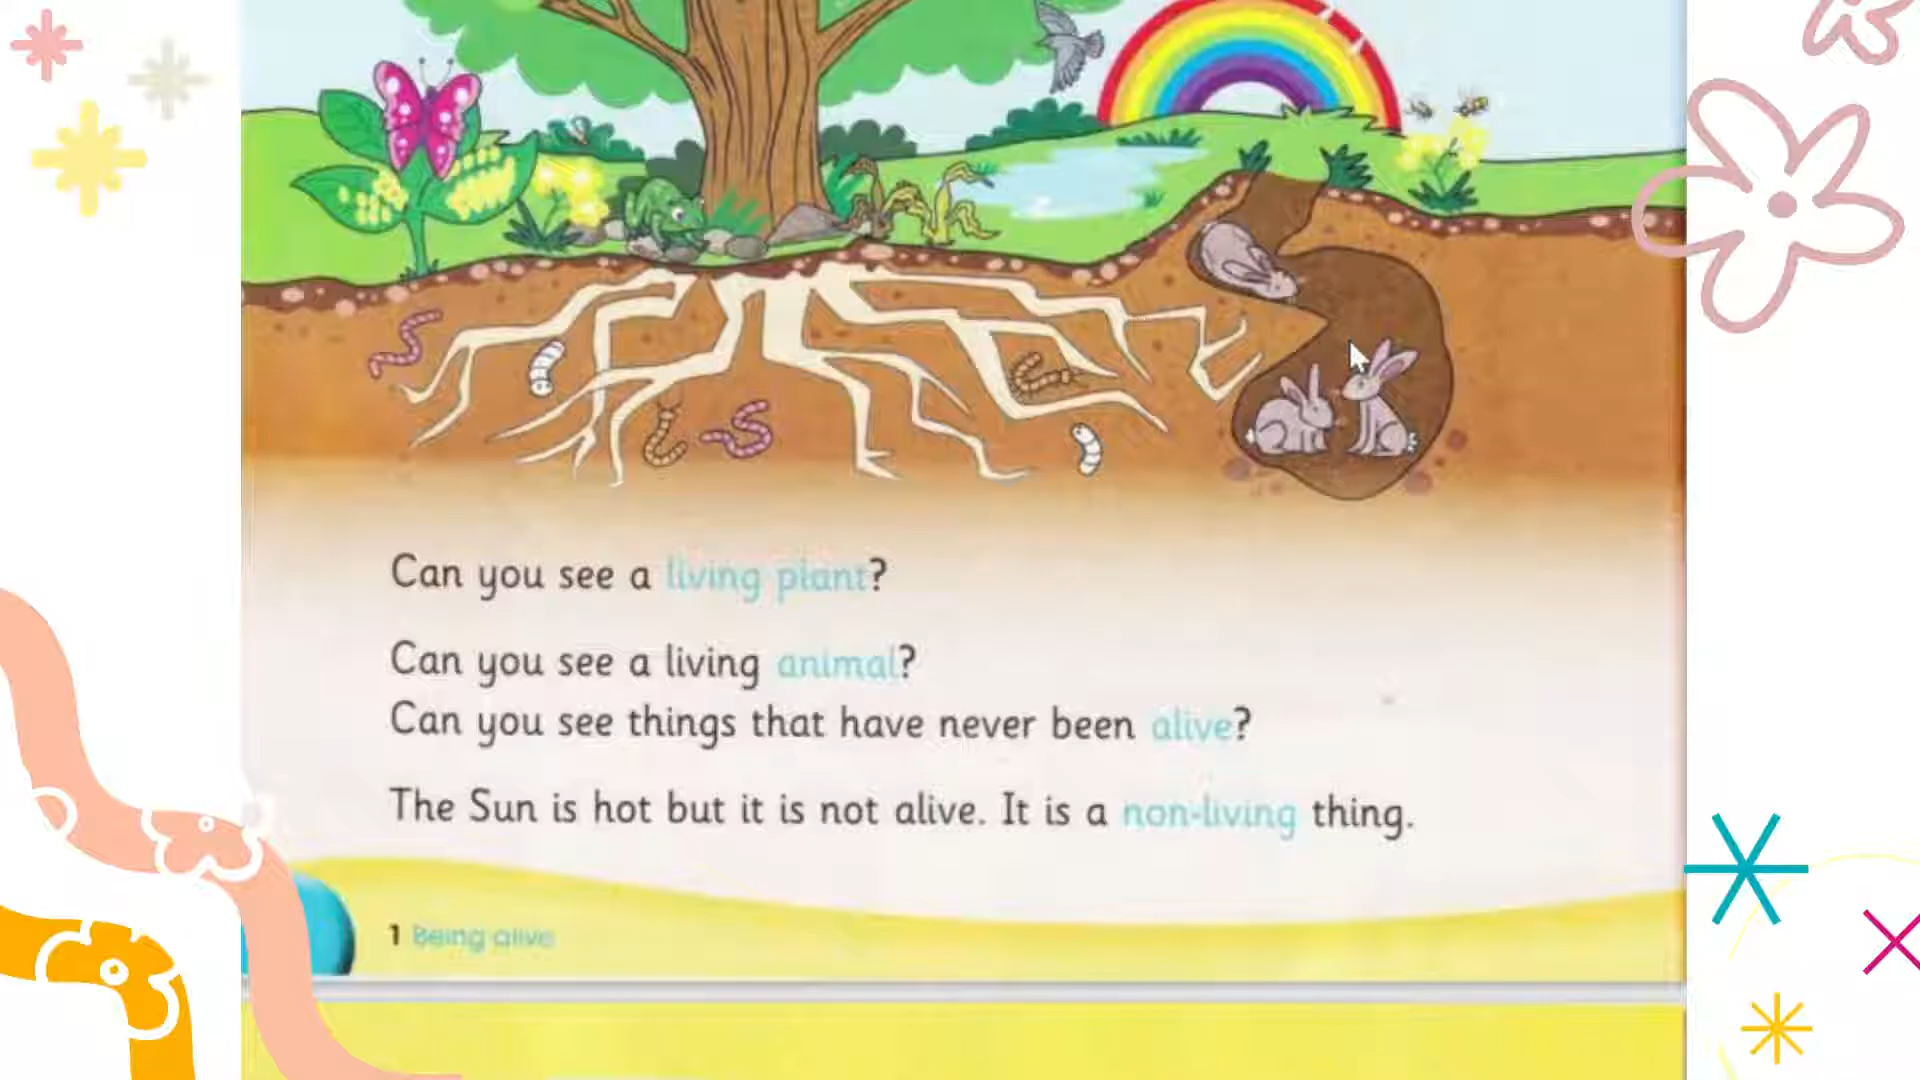 Can you see a living plant?
Can you see a living animal?
Can you see things that have never been alive?
The Sun is hot but it is not alive. It is a non-living thing.
1 Being alive